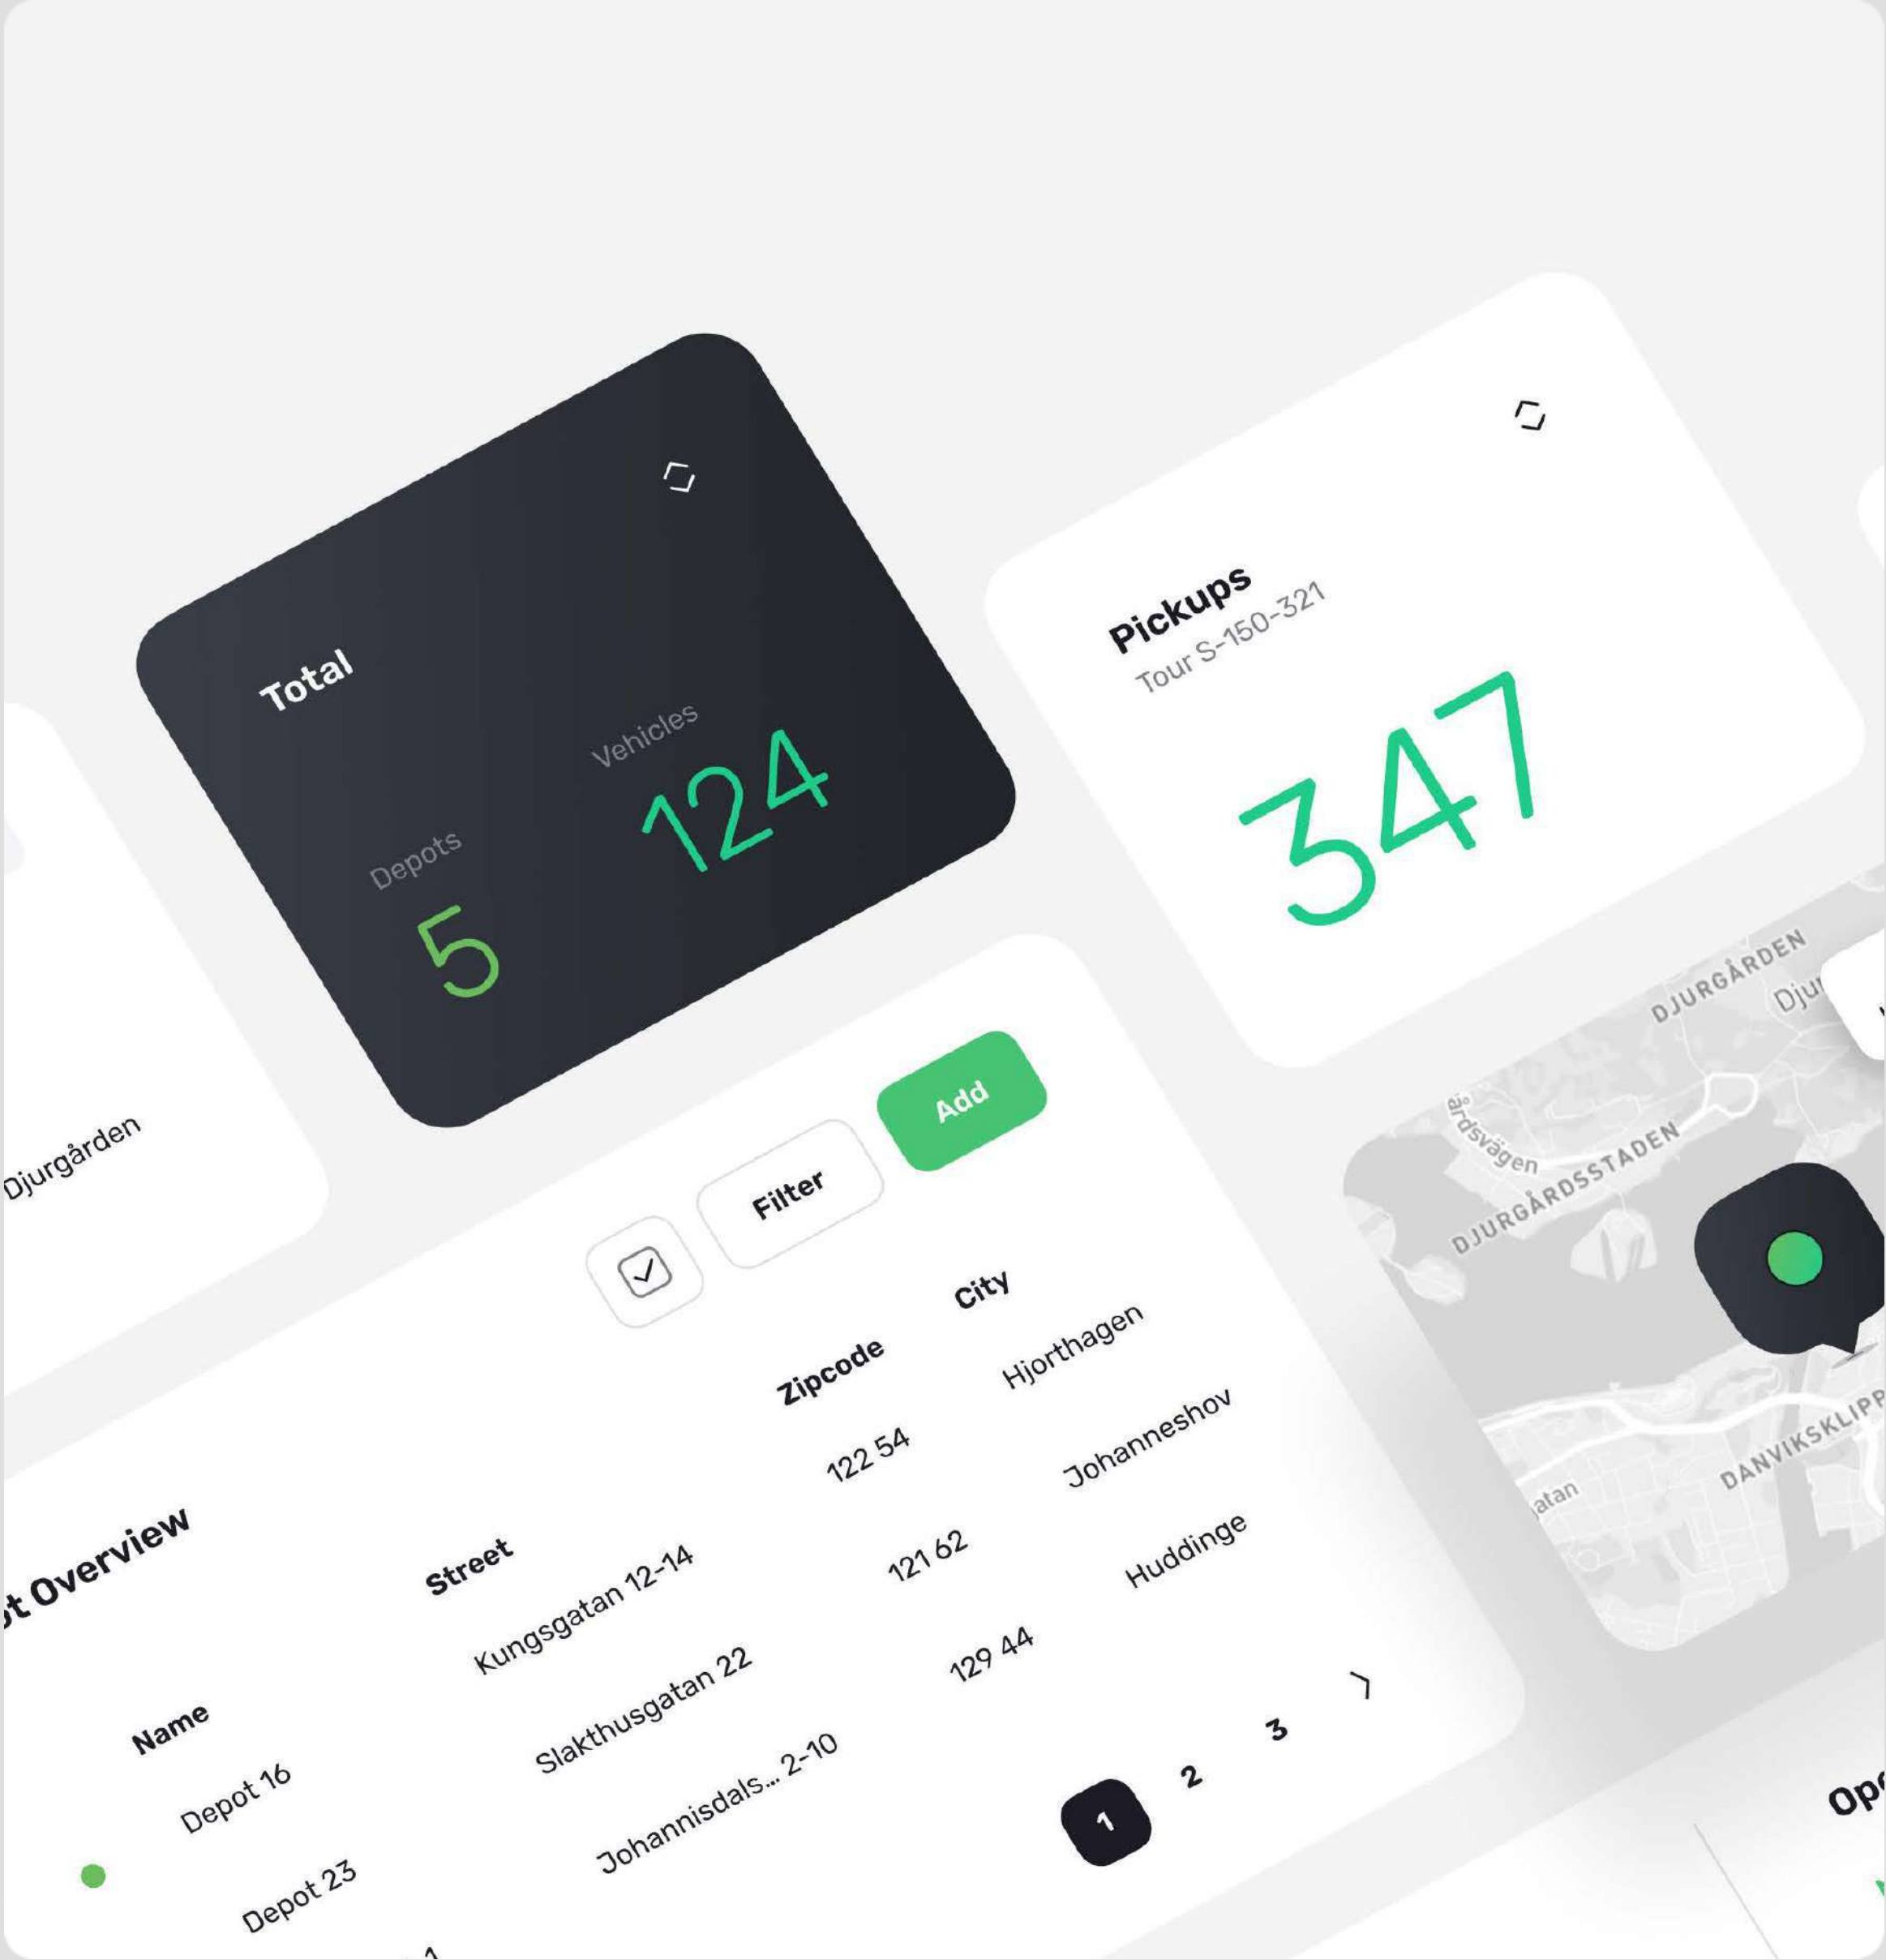 Total
Depots
5
Vehicles
124
Pickups
Tour S-150-321
347
Djurgården
Add
Filter
Overview
Name
Street
Zipcode
City
Depot 16
Kungsgatan 12-14
122 54
Hjorthagen
Depot 23
Slakthusgatan 22
121 62
Johanneshov
Johannisdals... 2-10
129 44
Huddinge
1
2
3
DJURGÅRDEN
DJURGÅRDSSTADEN